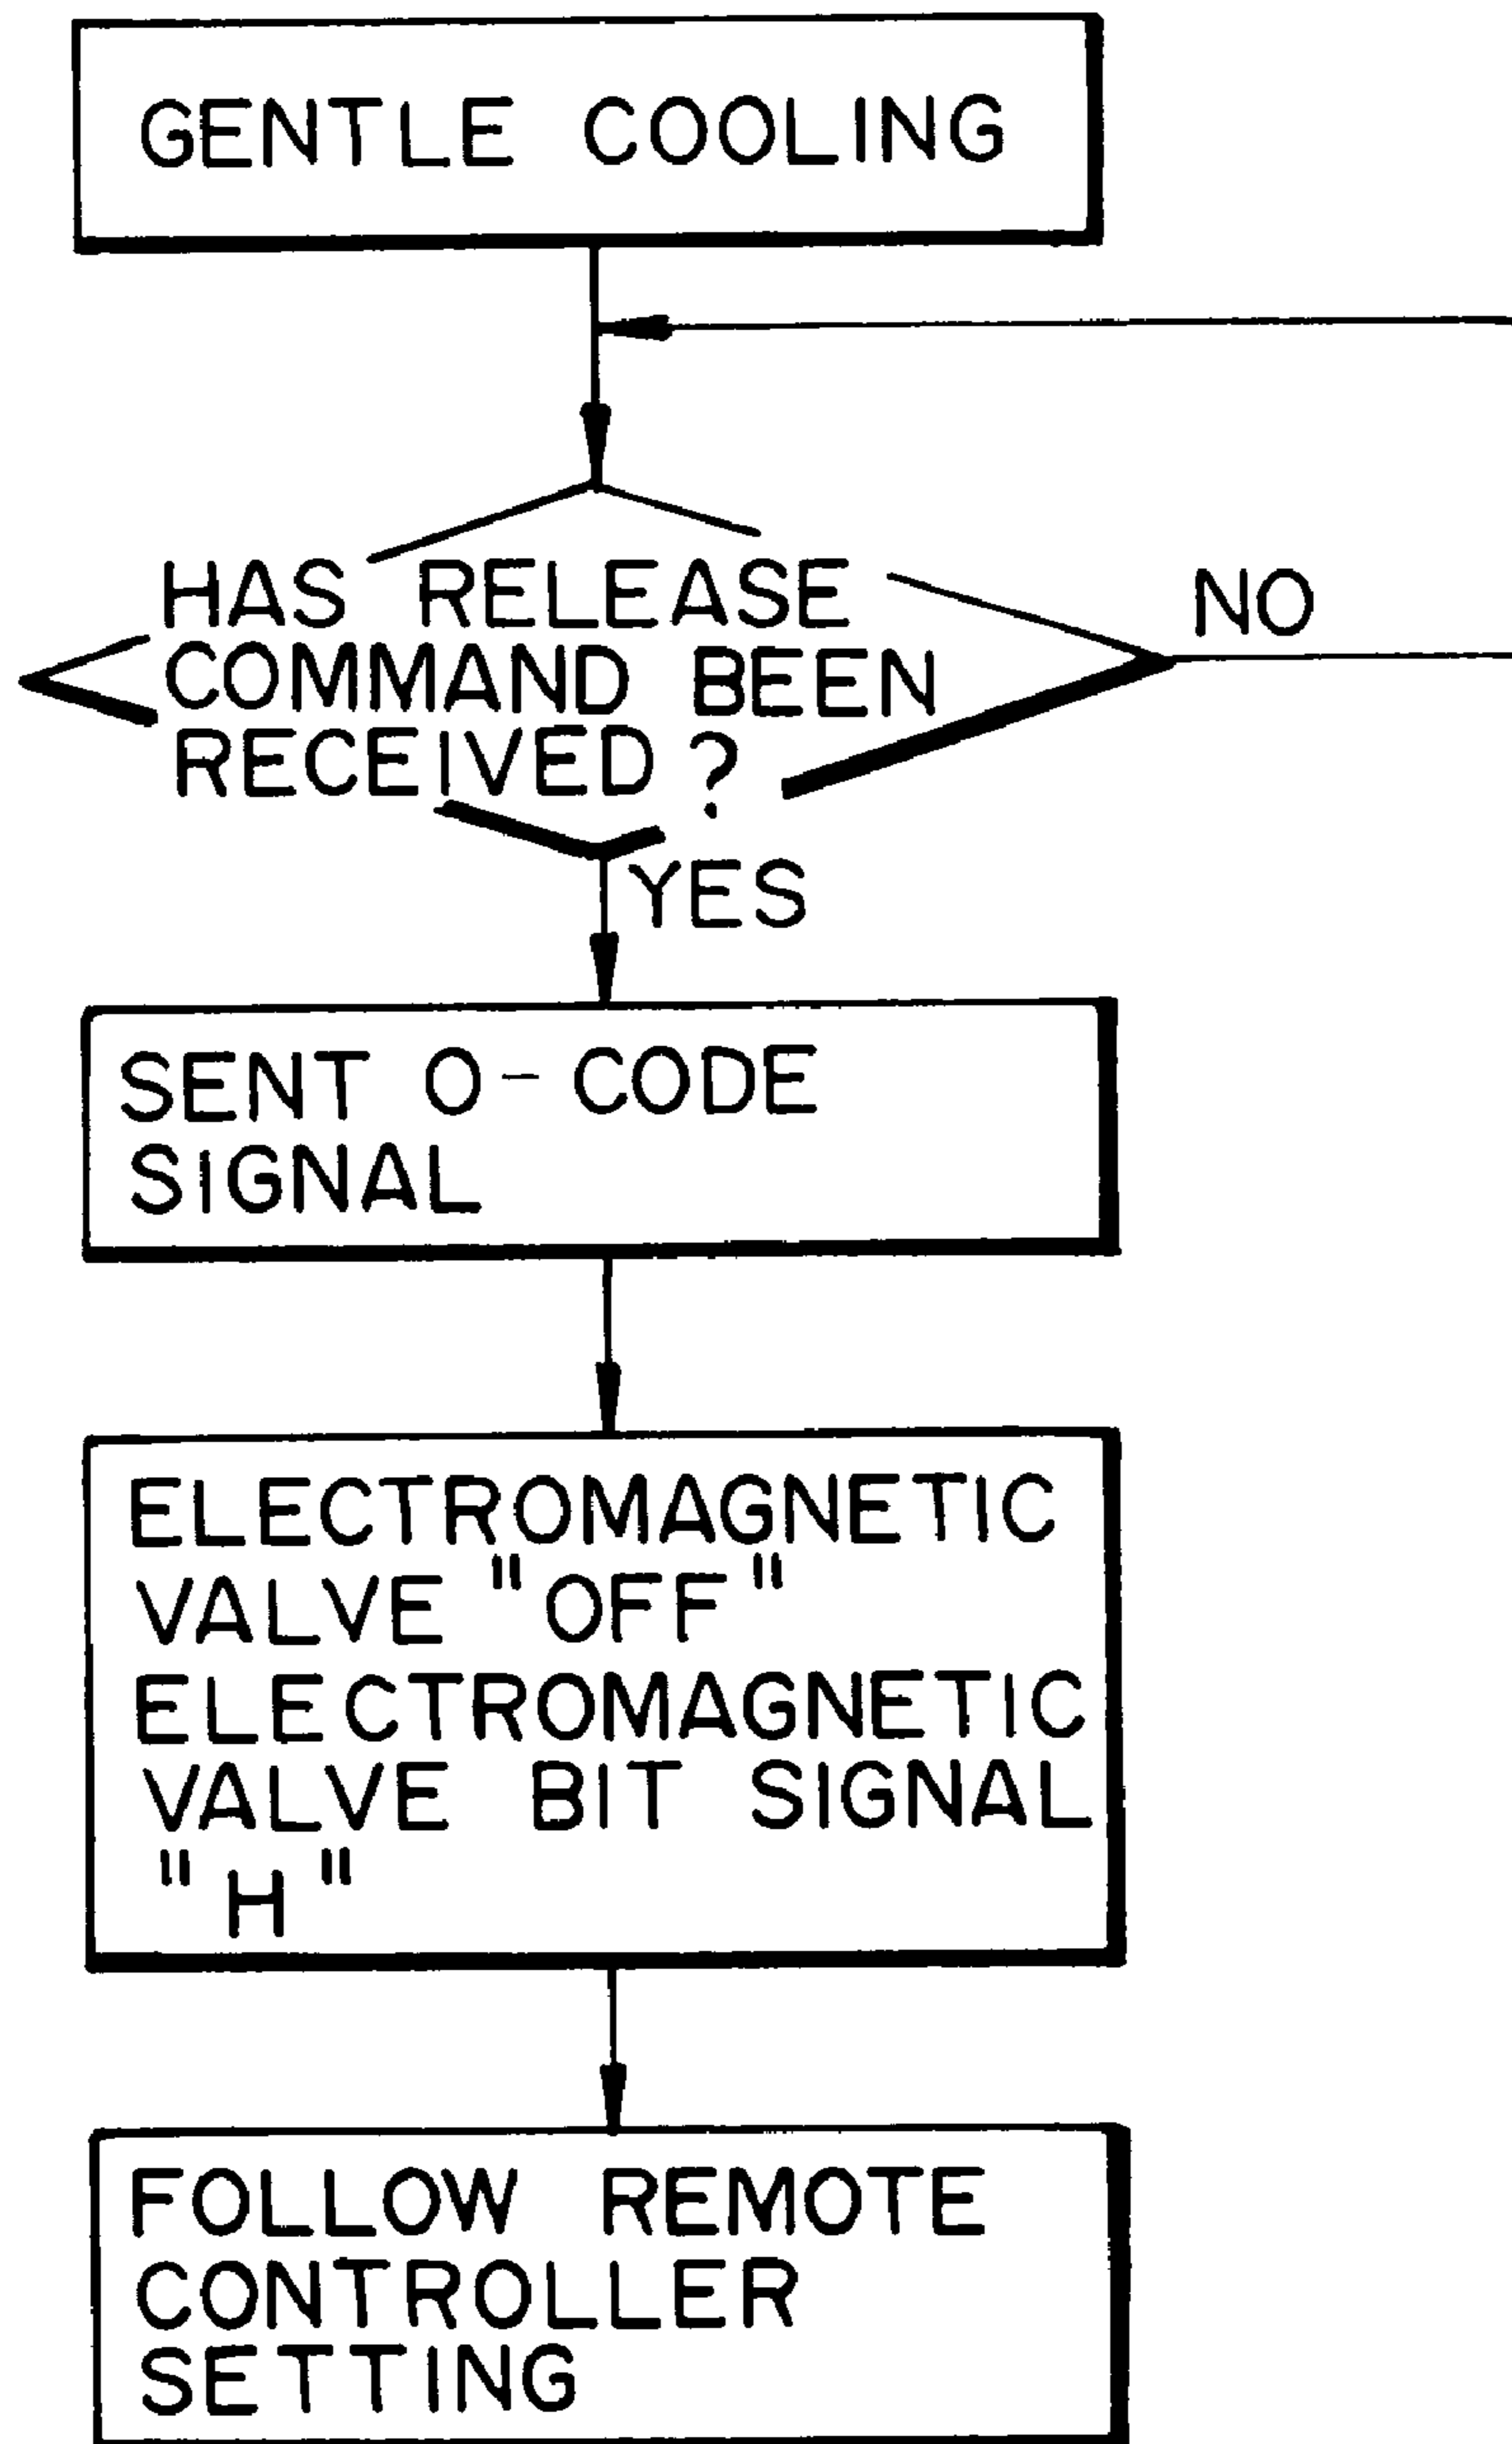 GENTLE COOLING
HAS RELEASE
COMMAND BEEN
RECEIVED?
NO
YES
SENT O-CODE
SIGNAL
ELECTROMAGNETIC
VALVE "OFF"
ELECTROMAGNETIC
VALVE BIT SIGNAL
"H"
FOLLOW REMOTE
CONTROLLER
SETTING